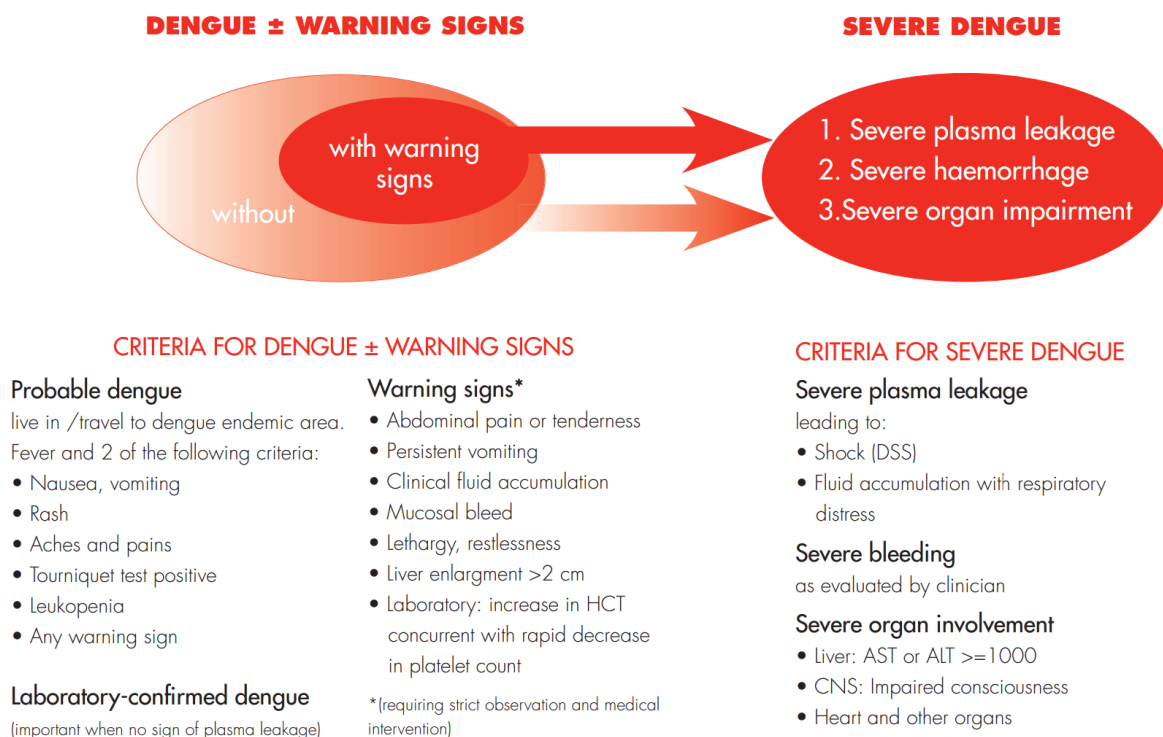 DENGUE ± WARNING SIGNS
SEVERE DENGUE
with warning
signs
without
1. Severe plasma leakage
2. Severe haemorrhage
3.Severe organ impairment
CRITERIA FOR DENGUE ± WARNING SIGNS
Probable dengue
live in /travel to dengue endemic area.
Fever and 2 of the following criteria:
• Nausea, vomiting
• Rash
• Aches and pains
• Tourniquet test positive
• Leukopenia
• Any warning sign
Laboratory-confirmed dengue
(important when no sign of plasma leakage)
Warning signs*
• Abdominal pain or tenderness
• Persistent vomiting
• Clinical fluid accumulation
• Mucosal bleed
• Lethargy, restlessness
• Liver enlargment >2 cm
• Laboratory: increase in HCT
concurrent with rapid decrease
in platelet count
*(requiring strict observation and medical
intervention)
CRITERIA FOR SEVERE DENGUE
Severe plasma leakage
leading to:
• Shock (DSS)
• Fluid accumulation with respiratory
distress
Severe bleeding
as evaluated by clinician
Severe organ involvement
• Liver: AST or ALT >=1000
• CNS: Impaired consciousness
• Heart and other organs